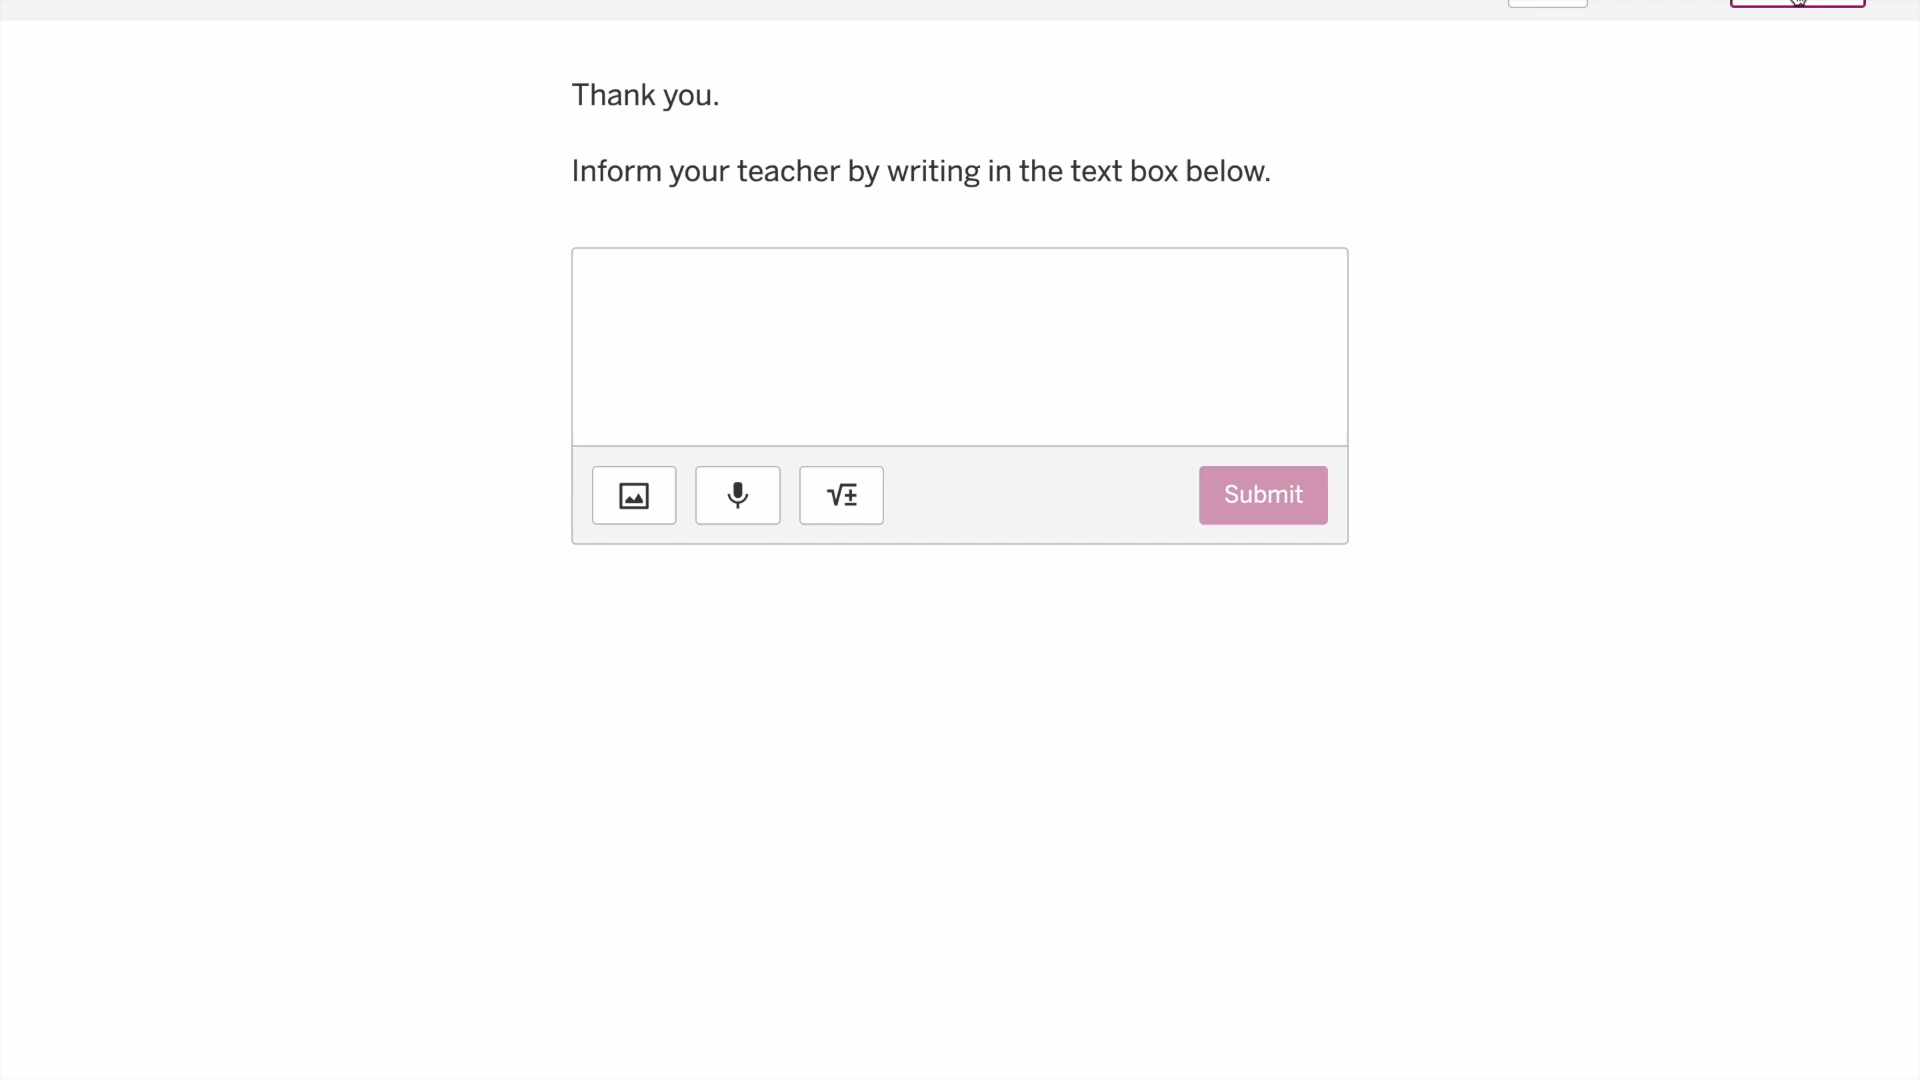 Thank you.
Inform your teacher by writing in the text box below.
Submit